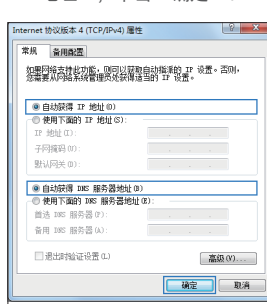 Internet 协议版本 4 (TCP/IPv4) 属性
常规 备用配置
如果网络支持此功能，则可以获取自动指派的 IP 设置。否则，
您需要从网络系统管理员处获得适当的 IP 设置。
自动获得 IP 地址(O)
使用下面的 IP 地址(S):
IP 地址(I):
子网掩码(U):
默认网关(D):
自动获得 DNS 服务器地址(B)
使用下面的 DNS 服务器地址(E):
首选 DNS 服务器(P):
备用 DNS 服务器(A):
退出时验证设置(L)
高级(V)...
确定 取消